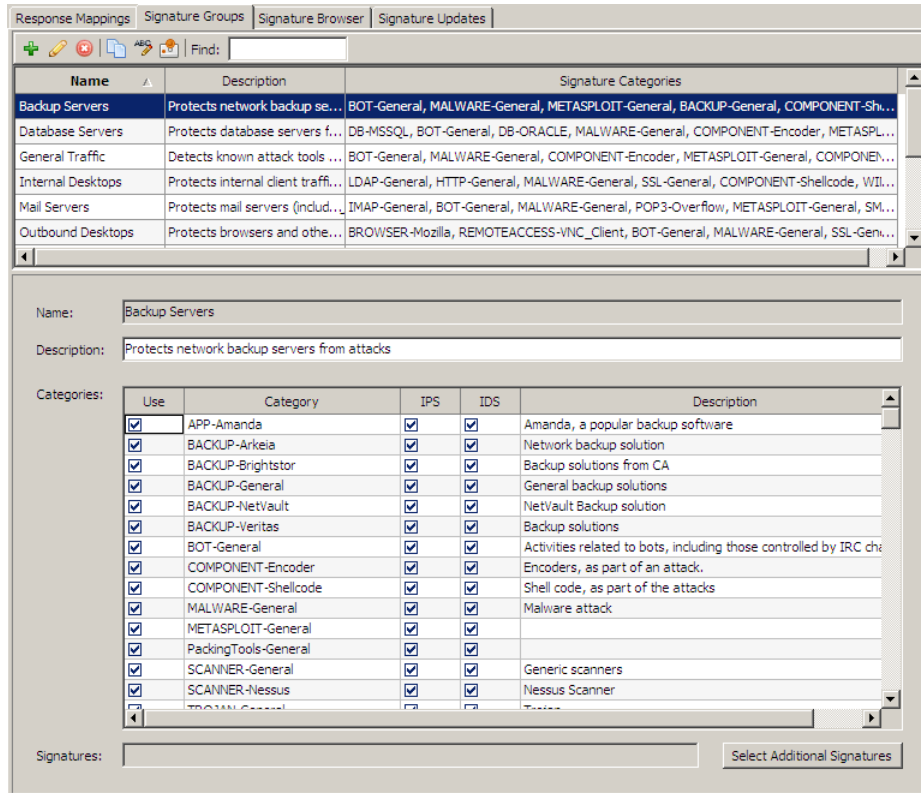 Response Mappings Signature Groups Signature Browser Signature Updates
ABC Find:
Name Description Signature Categories
Backup Servers Protects network backup se... BOT-General, MALWARE-General, METASPLOIT-General, BACKUP-General, COMPONENT-Sh...
Database Servers Protects database servers f... DB-MSSQL, BOT-General, DB-ORACLE, MALWARE-General, COMPONENT-Encoder, METASPL...
General Traffic Detects known attack tools ... BOT-General, MALWARE-General, COMPONENT-Encoder, METASPLOIT-General, COMPONEN...
Internal Desktops Protects internal client traffi... LDAP-General, HTTP-General, MALWARE-General, SSL-General, COMPONENT-Shellcode, WI...
Mail Servers Protects mail servers (includ... IMAP-General, BOT-General, MALWARE-General, POP3-Overflow, METASPLOIT-General, SM...
Outbound Desktops Protects browsers and othe... BROWSER-Mozilla, REMOTEACCESS-VNC_Client, BOT-General, MALWARE-General, SSL-Gen...
Name: Backup Servers
Description: Protects network backup servers from attacks
Categories:
Use Category IPS IDS Description
APP-Amanda Amanda, a popular backup software
BACKUP-Arkeia Network backup solution
BACKUP-Brightstor Backup solutions from CA
BACKUP-General General backup solutions
BACKUP-NetVault NetVault Backup solution
BACKUP-Veritas Backup solutions
BOT-General Activities related to bots, including those controlled by IRC cha
COMPONENT-Encoder Encoders, as part of an attack.
COMPONENT-Shellcode Shell code, as part of the attacks
MALWARE-General Malware attack
METASPLOIT-General
PackingTools-General
SCANNER-General Generic scanners
SCANNER-Nessus Nessus Scanner
TROJAN-General Trojan
Signatures: Select Additional Signatures